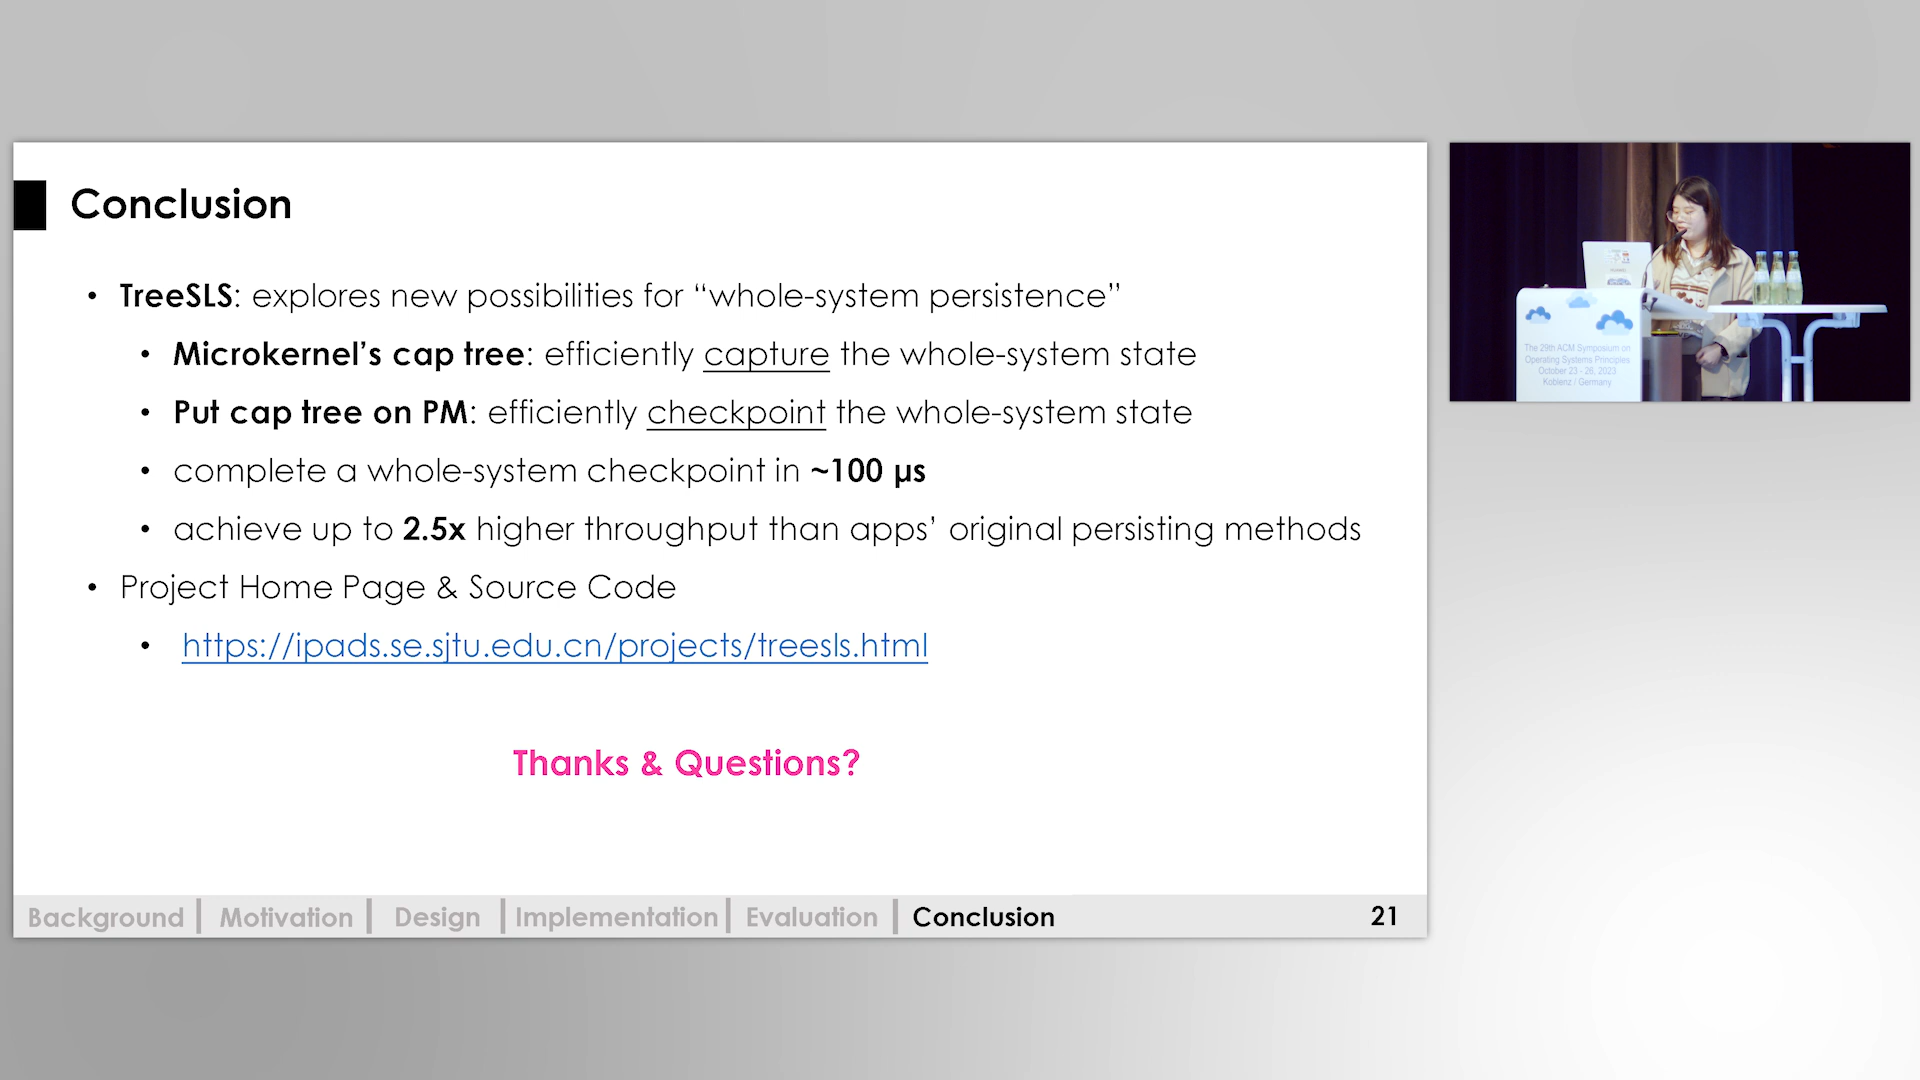 Conclusion
• TreeSLS: explores new possibilities for “whole-system persistence”
• Microkernel’s cap tree: efficiently capture the whole-system state
• Put cap tree on PM: efficiently checkpoint the whole-system state
• complete a whole-system checkpoint in ~100 μs
• achieve up to 2.5x higher throughput than apps’ original persisting methods
• Project Home Page & Source Code
• https://ipads.se.sjtu.edu.cn/projects/treesls.html
Thanks & Questions?
Background | Motivation | Design | Implementation | Evaluation | Conclusion 21
The 29th ACM Symposium on
Operating Systems Principles
October 23 - 26, 2023
Koblenz / Germany